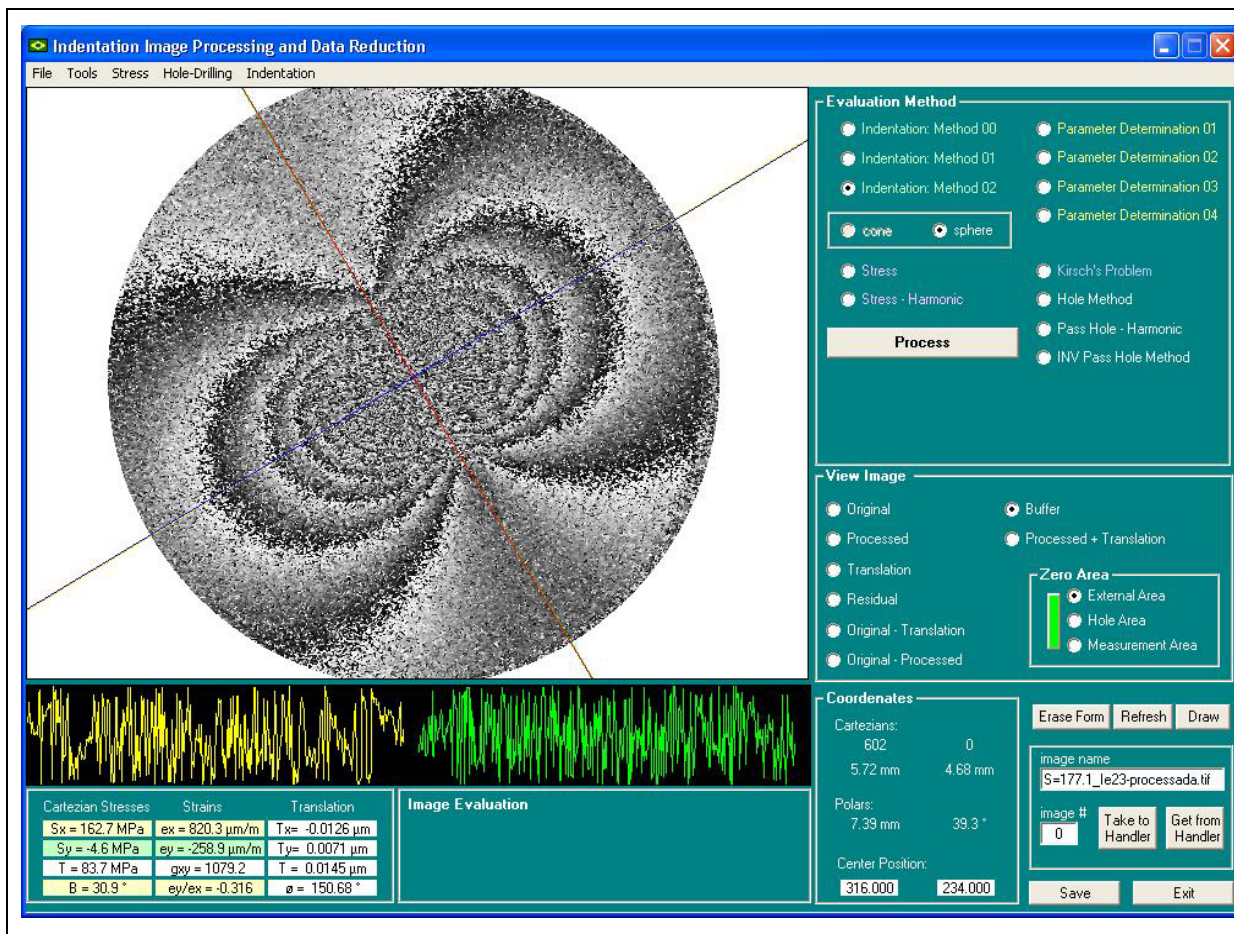 Indentation Image Processing and Data Reduction
File Tools Stress Hole-Drilling Indentation
Evaluation Method
Indentation: Method 00
Indentation: Method 01
Indentation: Method 02
cone sphere
Stress
Stress - Harmonic
Process
Parameter Determination 01
Parameter Determination 02
Parameter Determination 03
Parameter Determination 04
Kirsch's Problem
Hole Method
Pass Hole - Harmonic
INV Pass Hole Method
View Image
Original
Processed
Translation
Residual
Original - Translation
Original - Processed
Buffer
Processed + Translation
Zero Area
External Area
Hole Area
Measurement Area
Cartezian Stresses Strains Translation
Sx = 162.7 MPa ex = 820.3 µm/m Tx= -0.0126 µm
Sy = -4.6 MPa ey = -258.9 µm/m Ty= 0.0071 µm
T = 83.7 MPa gxy = 1079.2 T = 0.0145 µm
B = 30.9 ° ey/ex = -0.316 ø = 150.68 °
Image Evaluation
Coordenates
Cartezians:
602 0
5.72 mm 4.68 mm
Polars:
7.39 mm 39.3 °
Center Position:
316.000 234.000
Erase Form Refresh Draw
image name
S=177.1_le23-processada.tif
image #
0
Take to Handler
Get from Handler
Save Exit